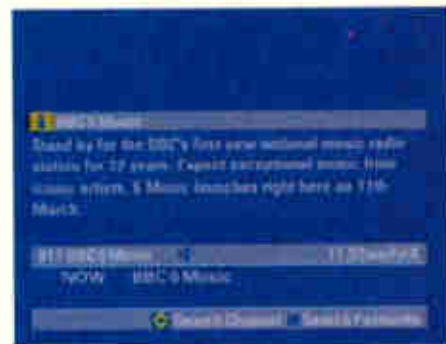 BBC 6 Music
Stand by for the BBC's first new national music radio
station for 32 years. Expect exceptional music from
iconic artists. 6 Music launches right here on 11th
March.
BBC 6 Music
NOW BBC 6 Music
Search Channel Search Favourites